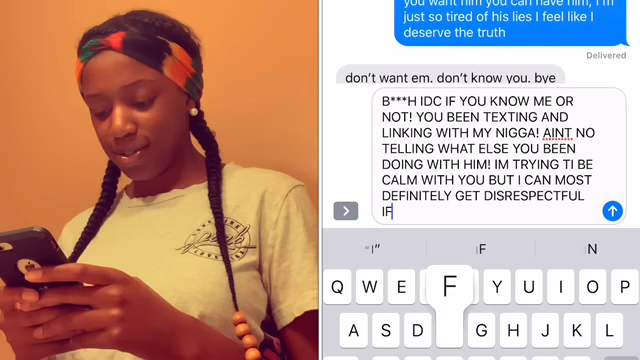 you want him you can have him, I'm
just so tired of his lies I feel like I
deserve the truth
Delivered
don't want em. don't know you. bye
B***H IDC IF YOU KNOW ME OR
NOT! YOU BEEN TEXTING AND
LINKING WITH MY NIGGA! AINT NO
TELLING WHAT ELSE YOU BEEN
DOING WITH HIM! IM TRYING TI BE
CALM WITH YOU BUT I CAN MOST
DEFINITELY GET DISRESPECTFUL
IF
"I" IF IN
Q W E F Y U I O P
A S D G H J K L